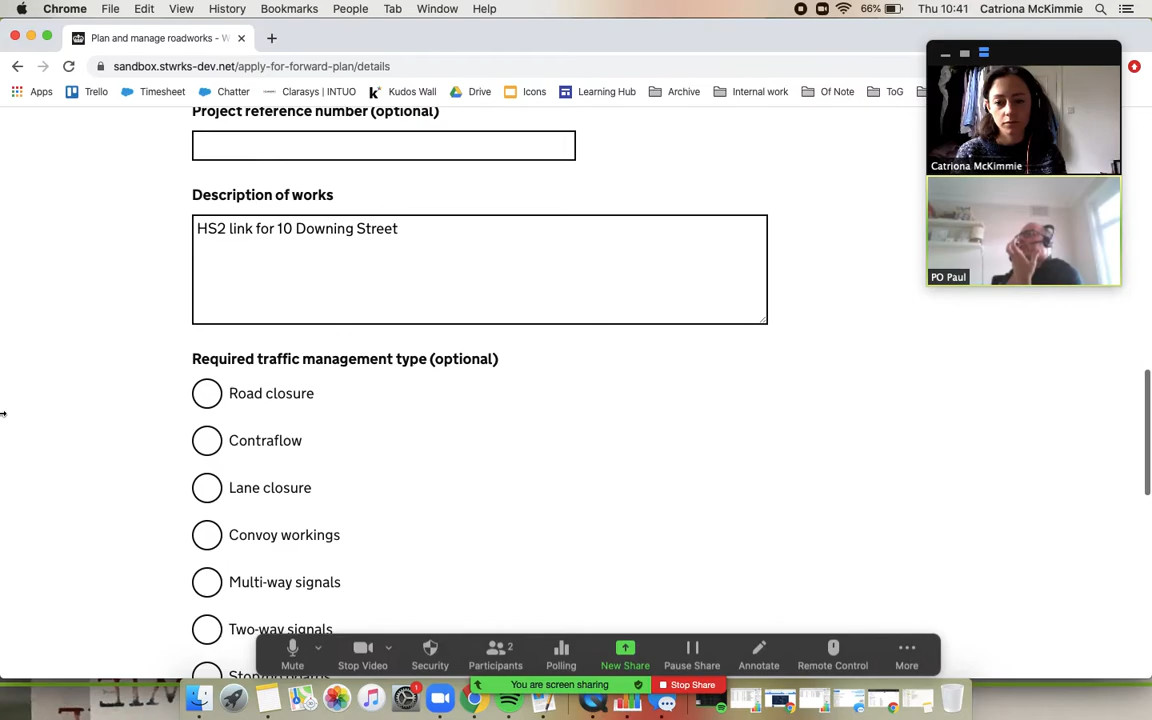 Chrome File Edit View History Bookmarks People Tab Window Help 66% Thu 10:41 Catriona McKimmie
Plan and manage roadworks - W
sandbox.stwrks-dev.net/apply-for-forward-plan/details
Apps Trello Timesheet Chatter Clarasys | INTUO Kudos Wall Drive Icons Learning Hub Archive Internal work Of Note ToG
Catriona McKimmie
PO Paul
Project reference number (optional)
Description of works
HS2 link for 10 Downing Street
Required traffic management type (optional)
Road closure
Contraflow
Lane closure
Convoy workings
Multi-way signals
Two-way signals
2
Mute Stop Video Security Participants Polling New Share Pause Share Annotate Remote Control More
You are screen sharing Stop Share
1